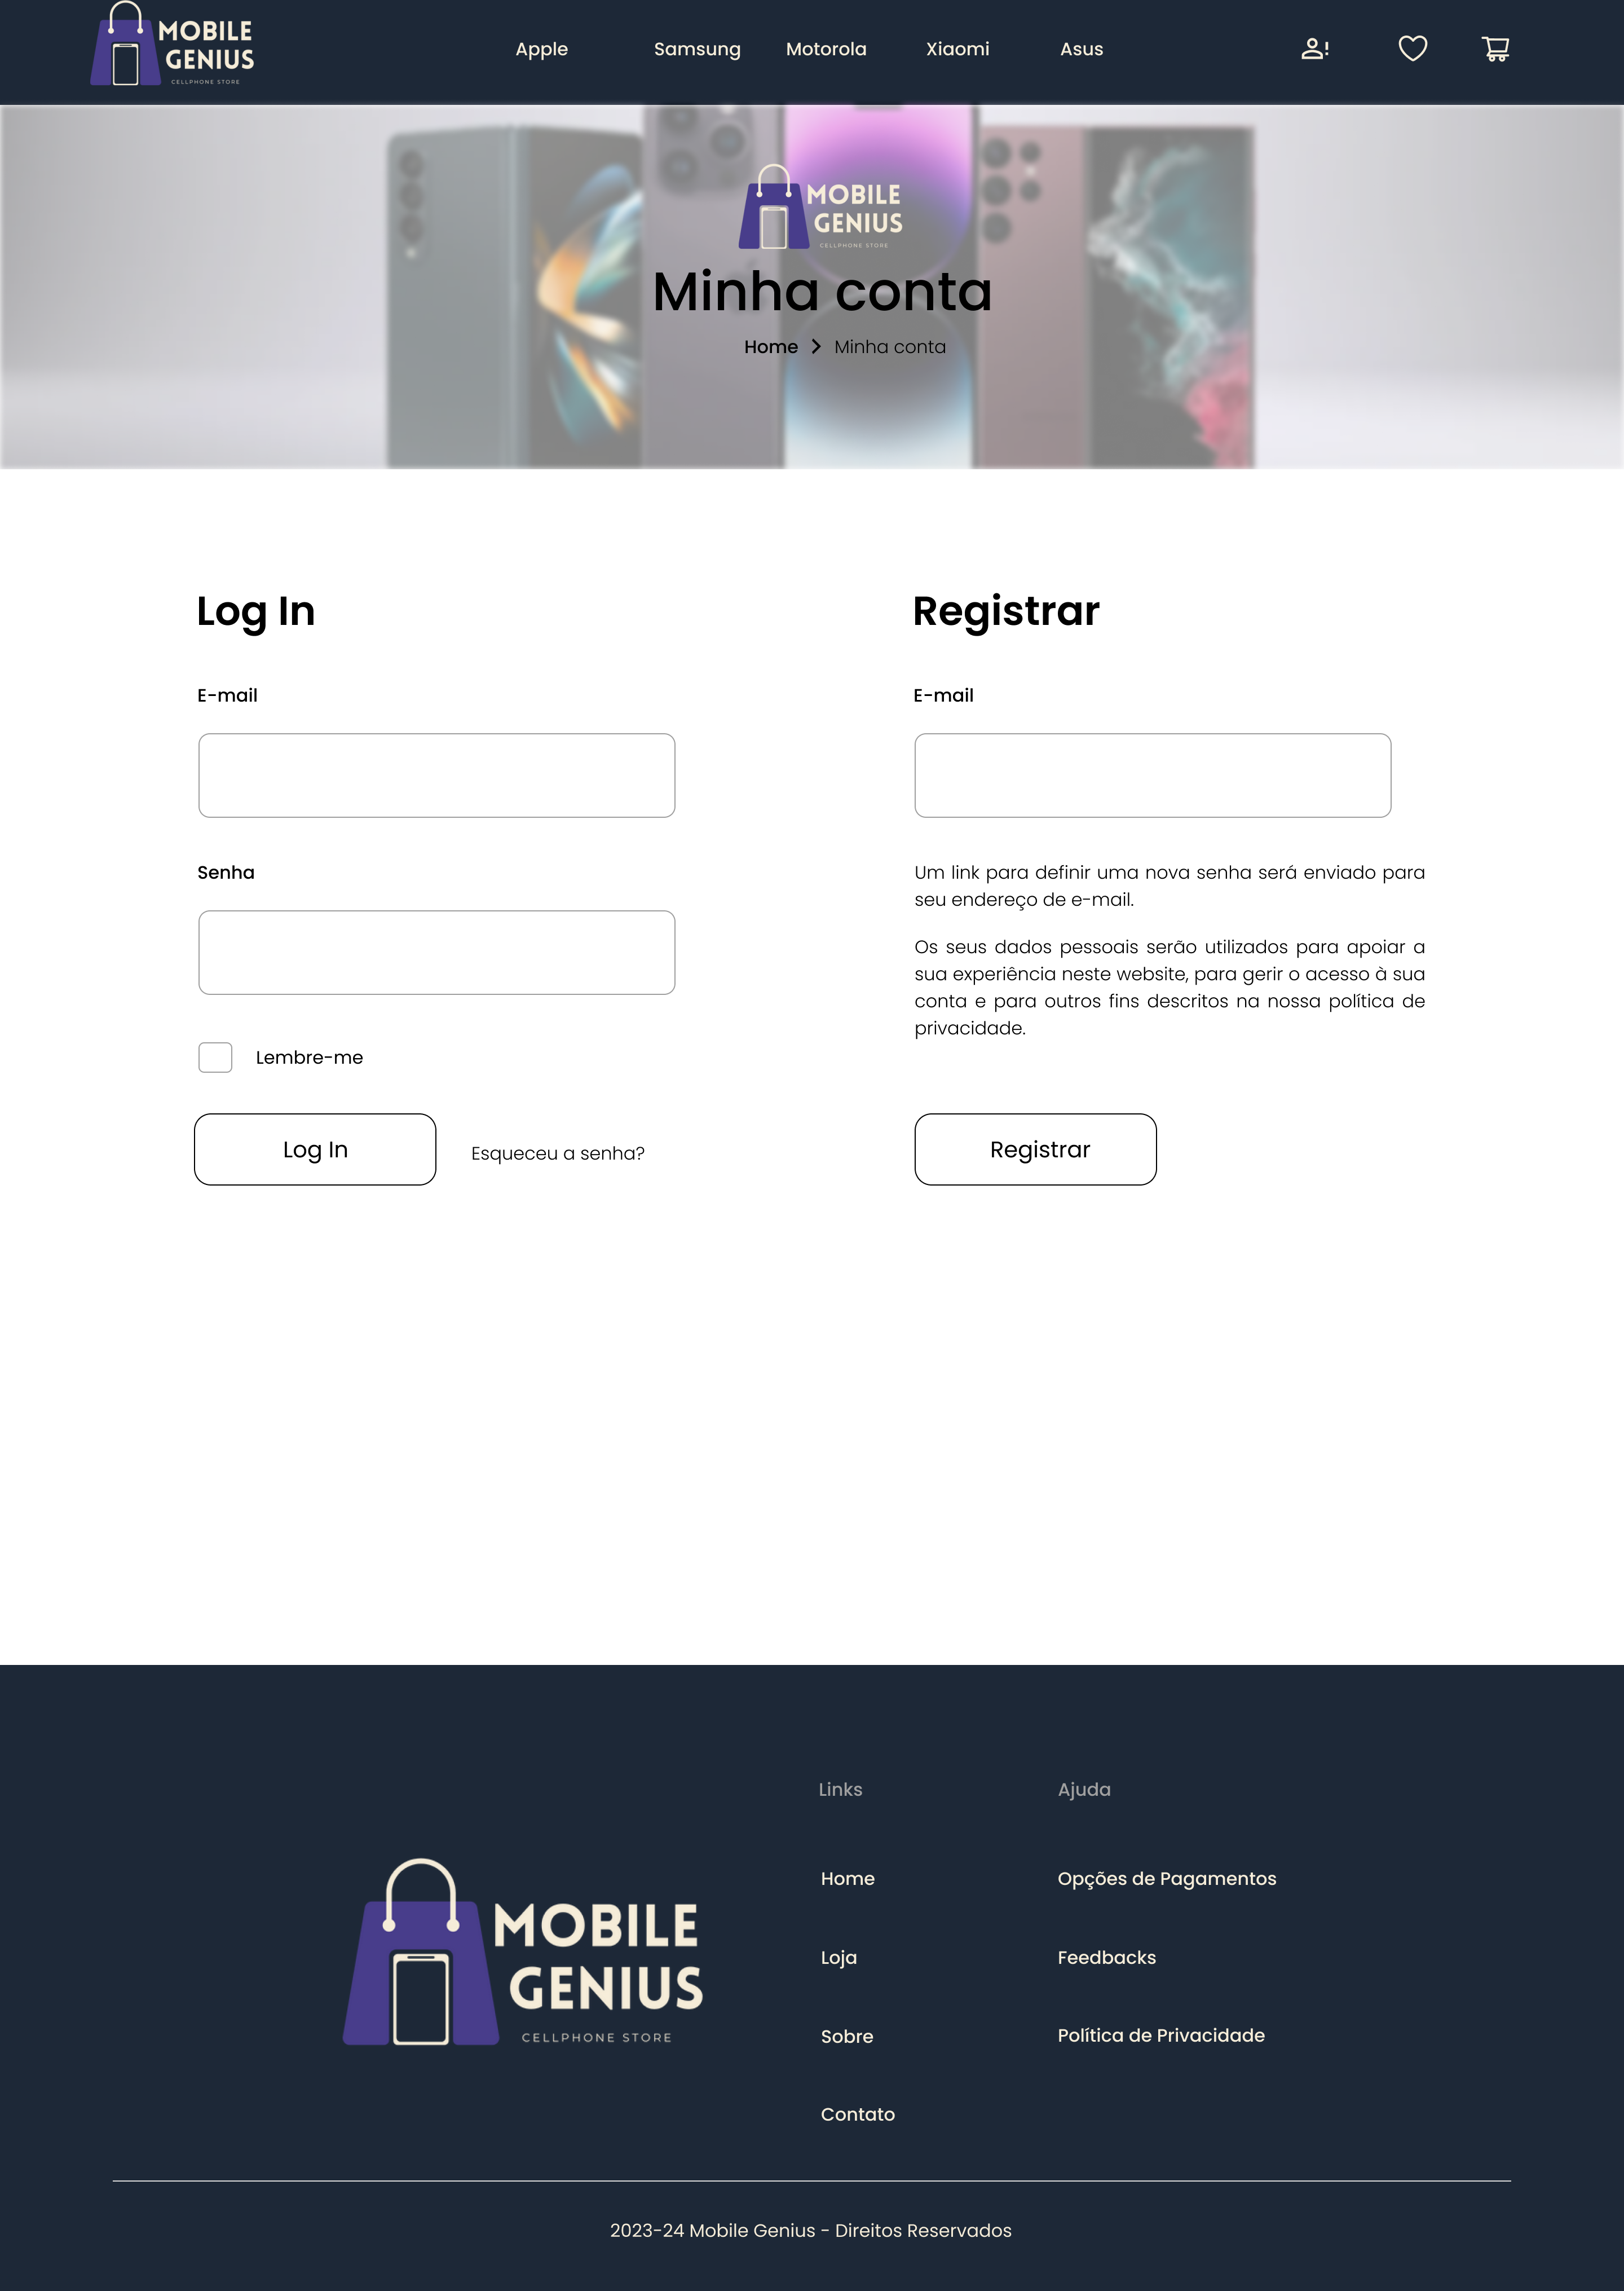 MOBILE
GENIUS
CELLPHONE STORE
Apple
Samsung
Motorola
Xiaomi
Asus
MOBILE
GENIUS
CELLPHONE STORE
Minha conta
Home
Minha conta
Log In
E-mail
Senha
Lembre-me
Log In
Esqueceu a senha?
Registrar
E-mail
Um link para definir uma nova senha será enviado para
seu endereço de e-mail.
Os seus dados pessoais serão utilizados para apoiar a
sua experiência neste website, para gerir o acesso à sua
conta e para outros fins descritos na nossa política de
privacidade.
Registrar
MOBILE
GENIUS
CELLPHONE STORE
Links
Home
Loja
Sobre
Contato
Ajuda
Opções de Pagamentos
Feedbacks
Política de Privacidade
2023-24 Mobile Genius - Direitos Reservados